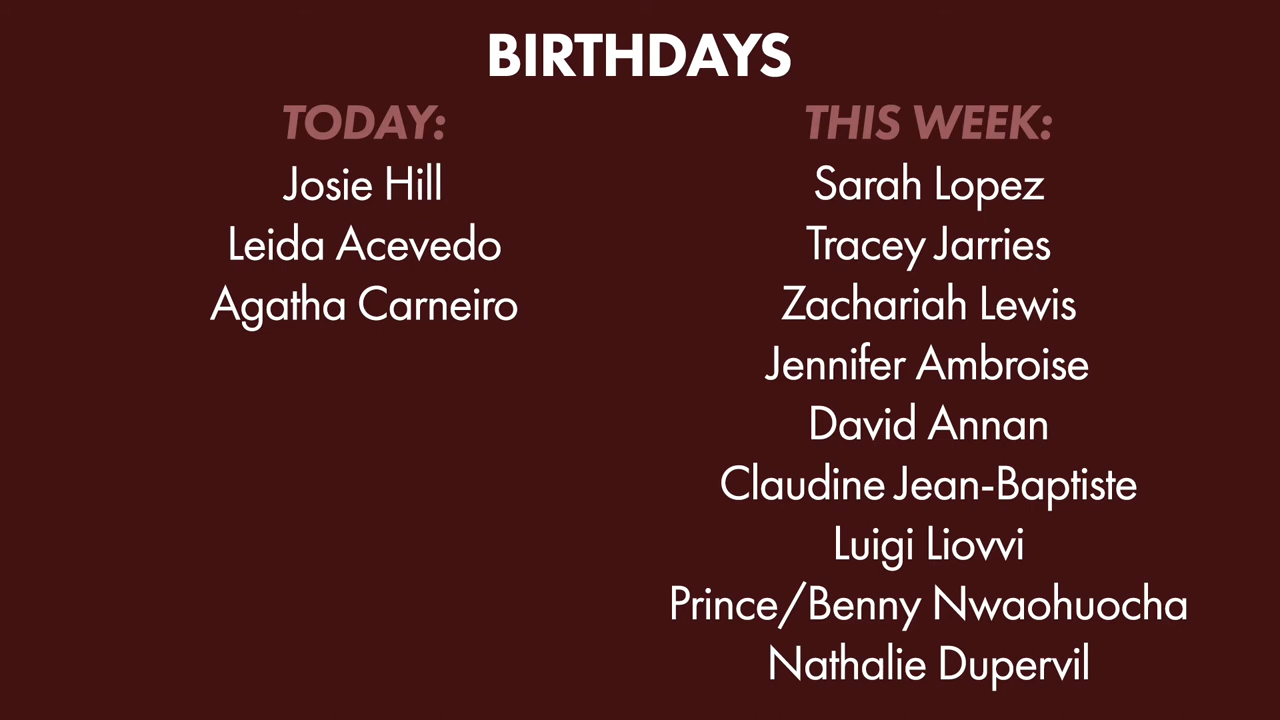 BIRTHDAYS
TODAY:
Josie Hill
Leida Acevedo
Agatha Carneiro
THIS WEEK:
Sarah Lopez
Tracey Jarries
Zachariah Lewis
Jennifer Ambroise
David Annan
Claudine Jean-Baptiste
Luigi Liovvi
Prince/Benny Nwaohuocha
Nathalie Dupervil